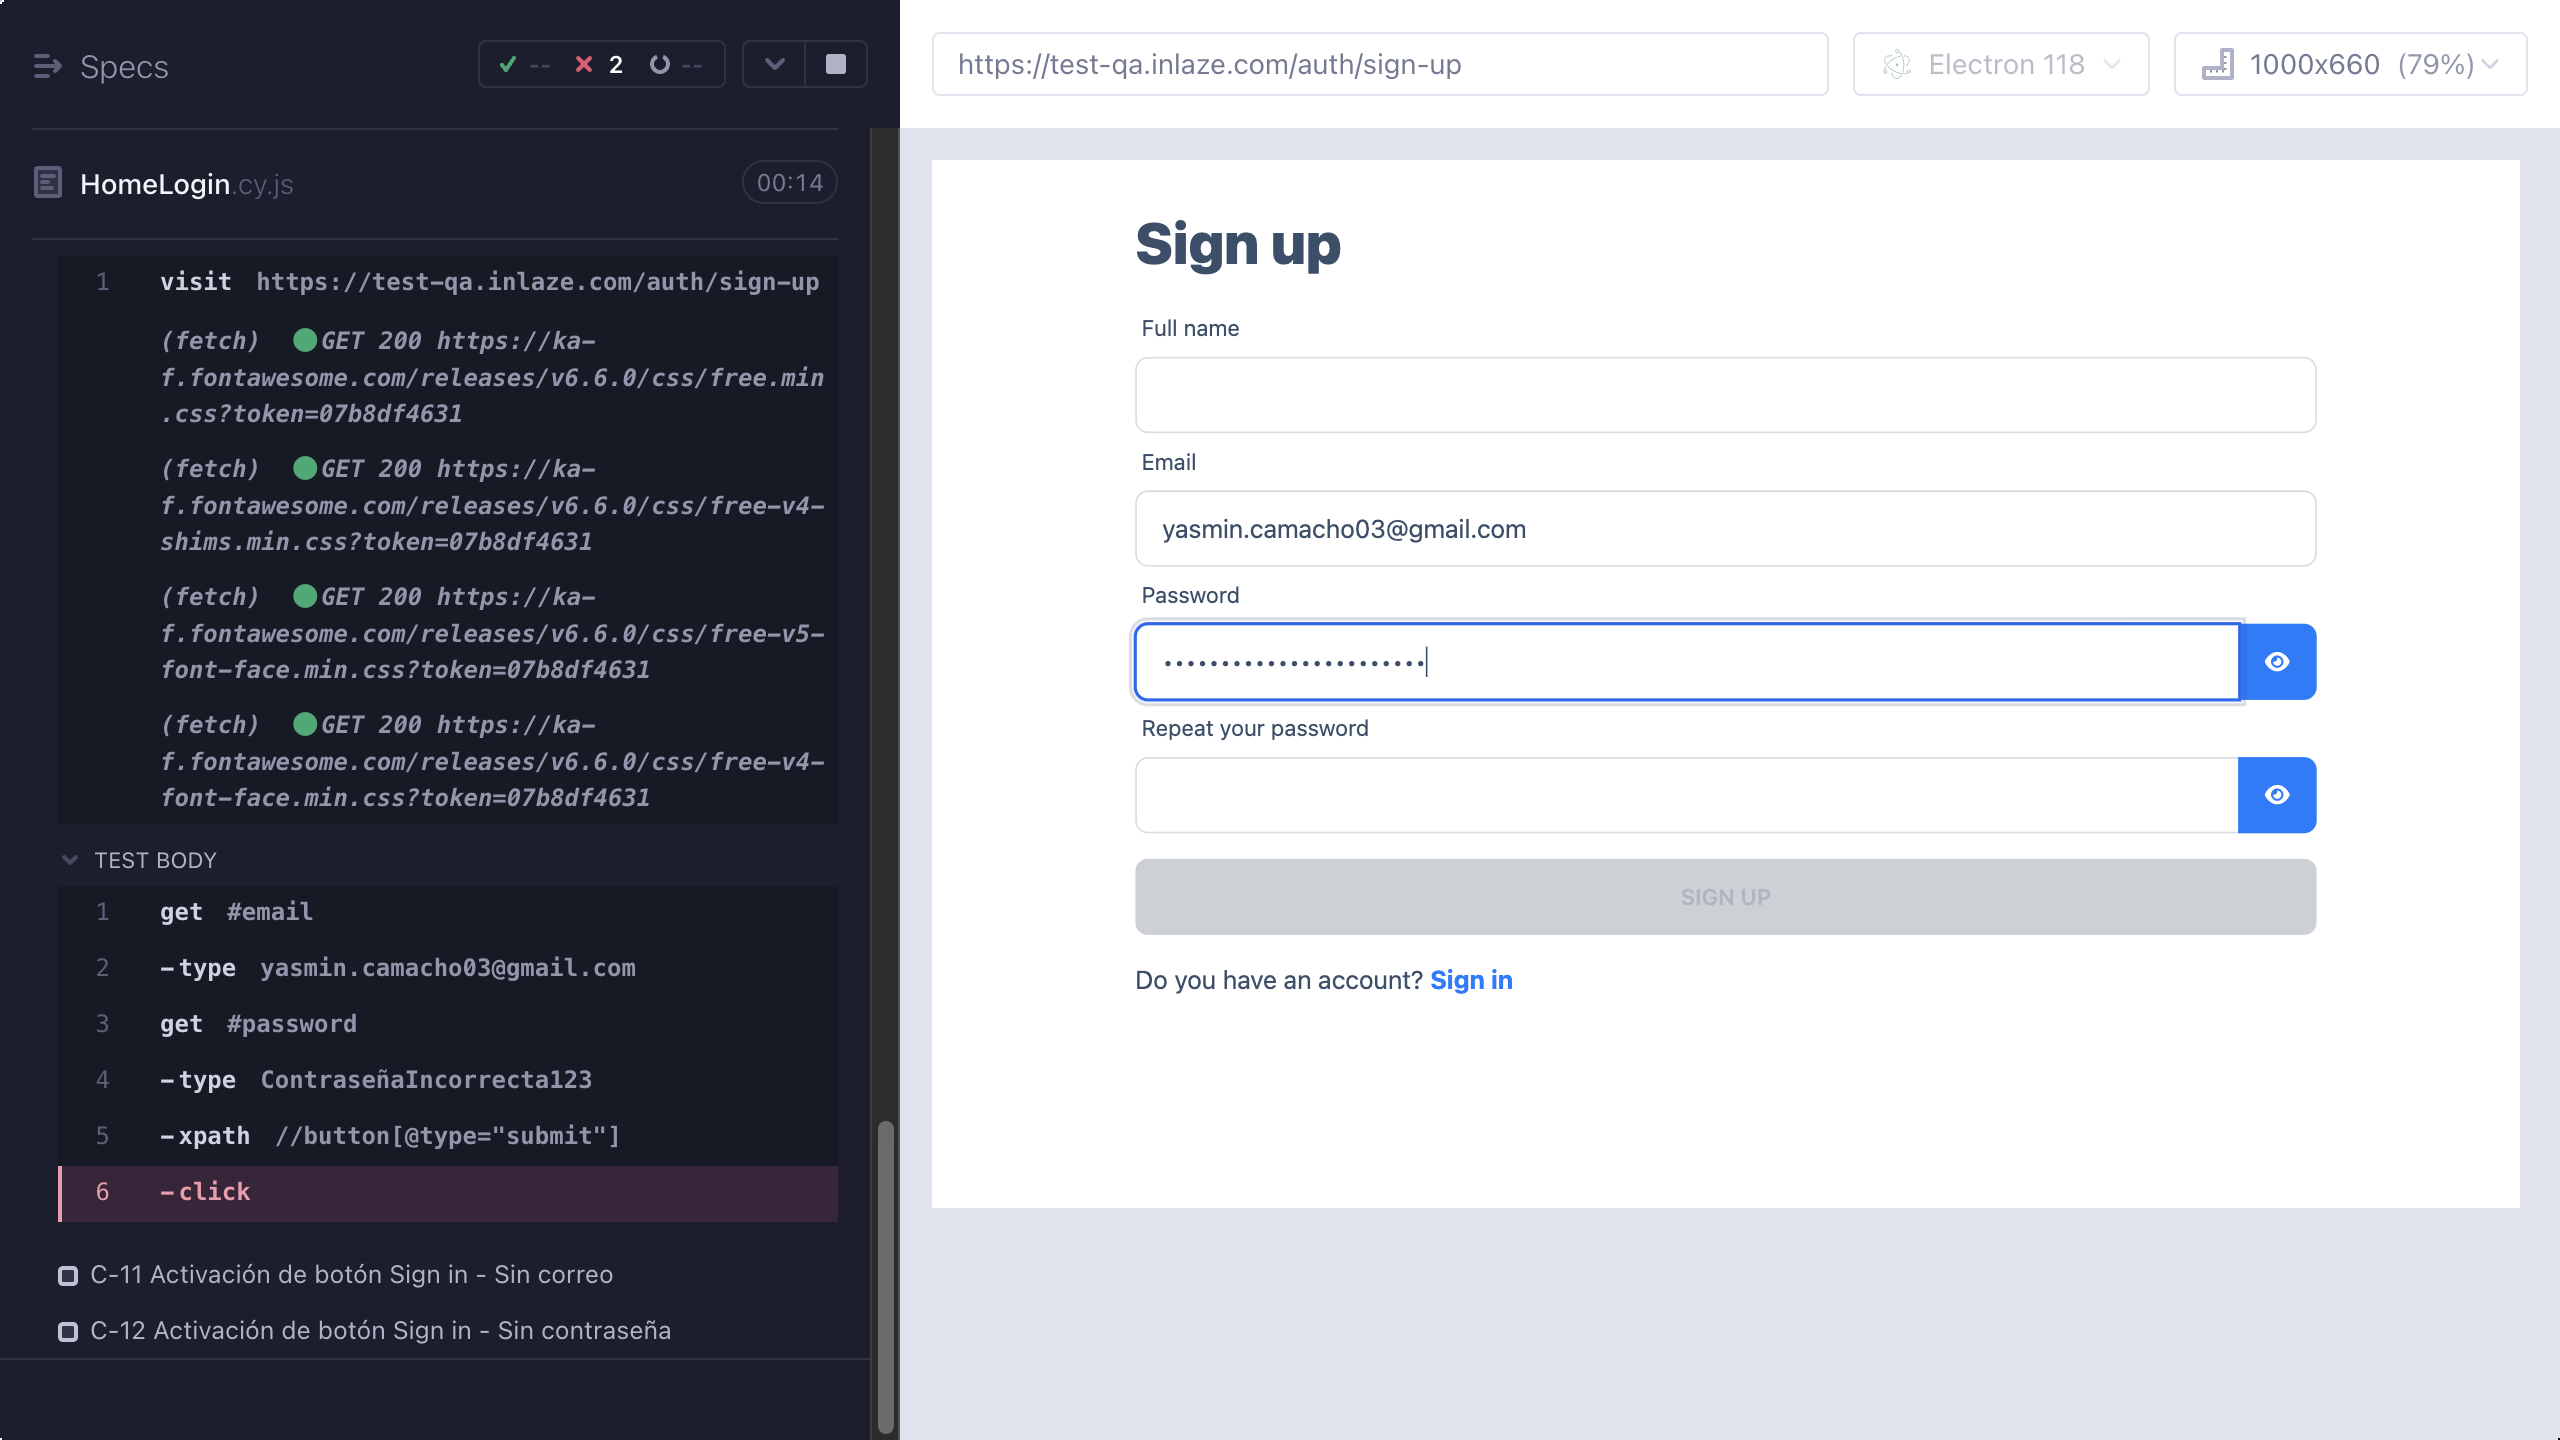 Specs
-- 2 --
HomeLogin.cy.js 00:14
1 visit https://test-qa.inlaze.com/auth/sign-up
(fetch) GET 200 https://ka-
f.fontawesome.com/releases/v6.6.0/css/free.min
.css?token=07b8df4631
(fetch) GET 200 https://ka-
f.fontawesome.com/releases/v6.6.0/css/free-v4-
shims.min.css?token=07b8df4631
(fetch) GET 200 https://ka-
f.fontawesome.com/releases/v6.6.0/css/free-v5-
font-face.min.css?token=07b8df4631
(fetch) GET 200 https://ka-
f.fontawesome.com/releases/v6.6.0/css/free-v4-
font-face.min.css?token=07b8df4631
TEST BODY
1 get #email
2 -type yasmin.camacho03@gmail.com
3 get #password
4 -type ContraseñaIncorrecta123
5 -xpath //button[@type="submit"]
6 -click
C-11 Activación de botón Sign in - Sin correo
C-12 Activación de botón Sign in - Sin contraseña
https://test-qa.inlaze.com/auth/sign-up
Electron 118
1000x660 (79%)
Sign up
Full name
Email
yasmin.camacho03@gmail.com
Password
•••••••••••••••••••••••
Repeat your password
SIGN UP
Do you have an account? Sign in